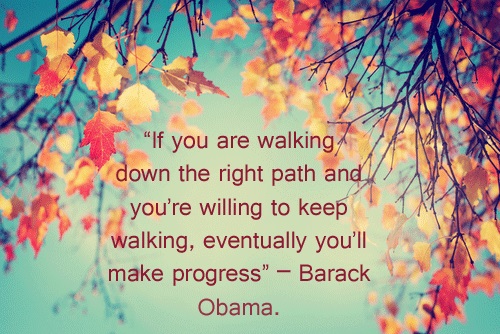 “If you are walking
down the right path and
you’re willing to keep
walking, eventually you’ll
make progress” – Barack
Obama.